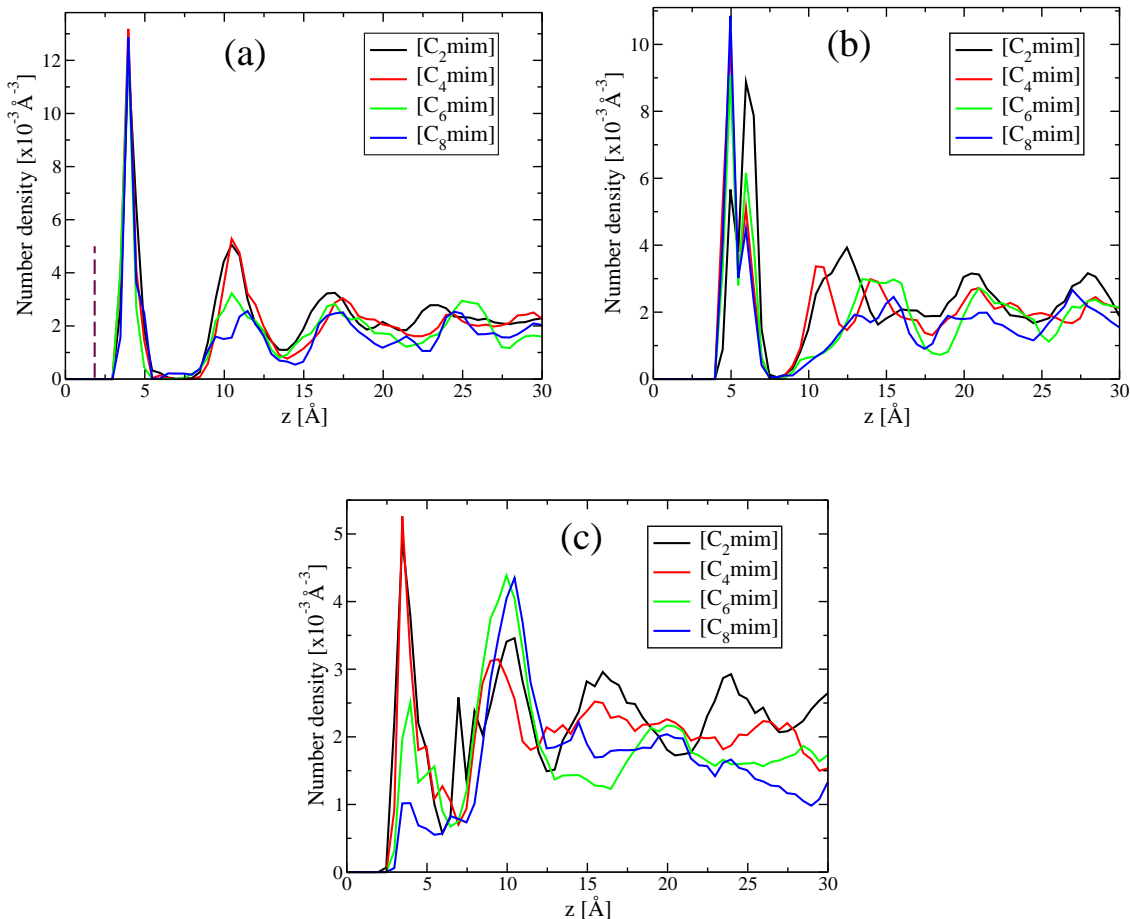 (a)
[C₂mim]
[C₄mim]
[C₆mim]
[C₈mim]
Number density [x10⁻³Å⁻³]
12
10
8
6
4
2
0
0 5 10 15 20 25 30
z [Å]
(b)
[C₂mim]
[C₄mim]
[C₆mim]
[C₈mim]
Number density [x10⁻³Å⁻³]
10
8
6
4
2
0
0 5 10 15 20 25 30
z [Å]
(c)
[C₂mim]
[C₄mim]
[C₆mim]
[C₈mim]
Number density [x10⁻³Å⁻³]
5
4
3
2
1
0
0 5 10 15 20 25 30
z [Å]